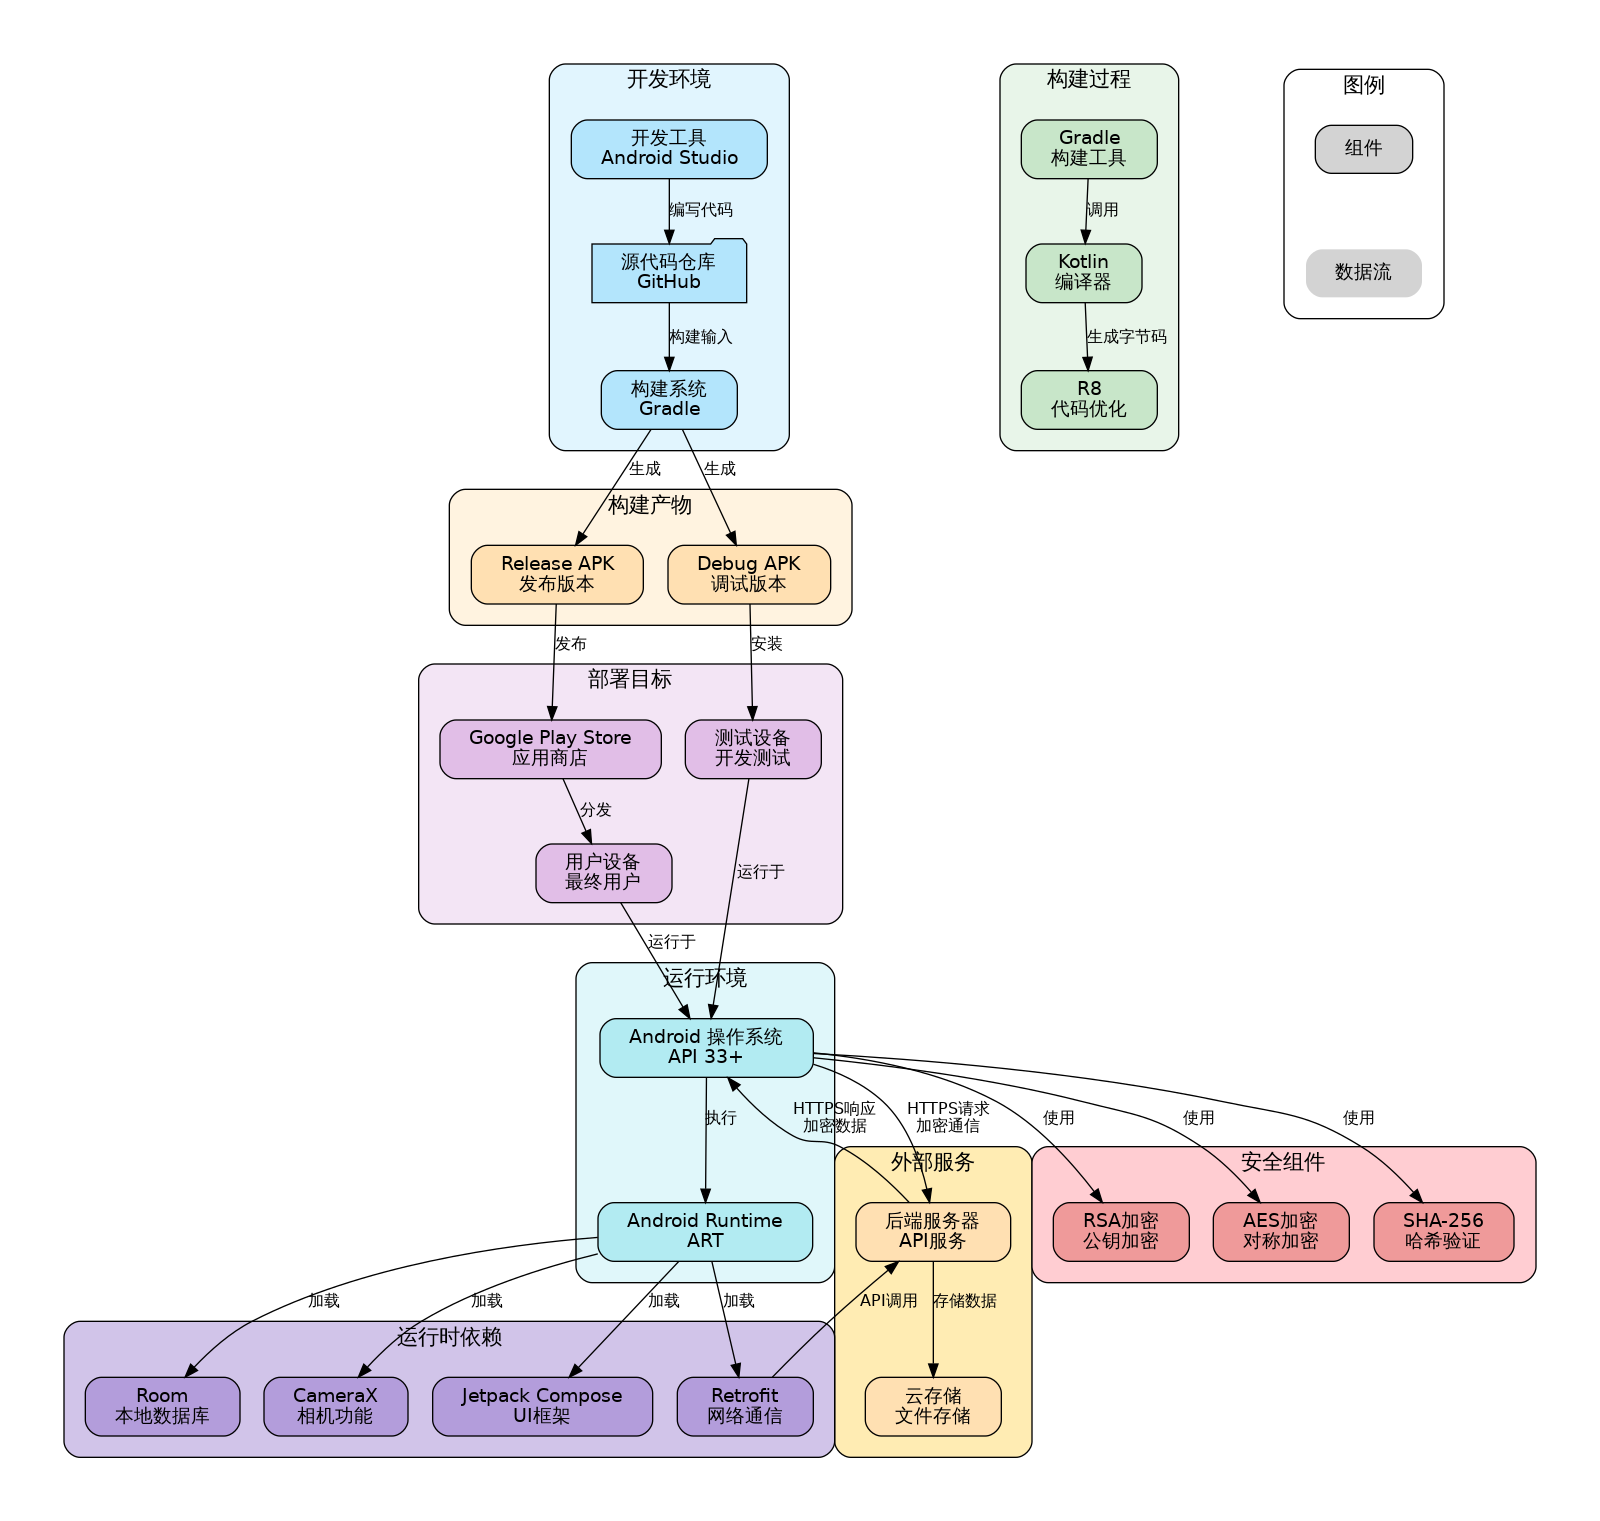 开发环境
开发工具
Android Studio
编写代码
源代码仓库
GitHub
构建输入
构建系统
Gradle
构建过程
Gradle
构建工具
调用
Kotlin
编译器
生成字节码
R8
代码优化
图例
组件
数据流
生成
生成
构建产物
Release APK
发布版本
Debug APK
调试版本
发布
安装
部署目标
Google Play Store
应用商店
测试设备
开发测试
分发
用户设备
最终用户
运行于
运行于
运行环境
Android 操作系统
API 33+
执行
HTTPS响应
加密数据
HTTPS请求
加密通信
使用
使用
使用
Android Runtime
ART
外部服务
后端服务器
API服务
安全组件
RSA加密
公钥加密
AES加密
对称加密
SHA-256
哈希验证
加载
加载
加载
加载
API调用
存储数据
运行时依赖
Room
本地数据库
CameraX
相机功能
Jetpack Compose
UI框架
Retrofit
网络通信
云存储
文件存储